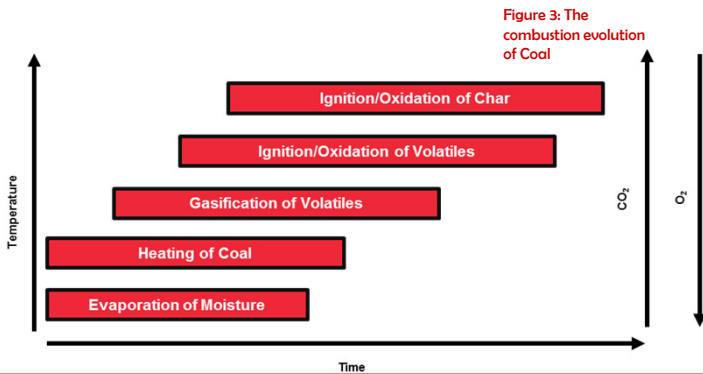 Figure 3: The
combustion evolution
of Coal
Ignition/Oxidation of Char
Ignition/Oxidation of Volatiles
Gasification of Volatiles
Heating of Coal
Evaporation of Moisture
Temperature
CO₂
O₂
Time